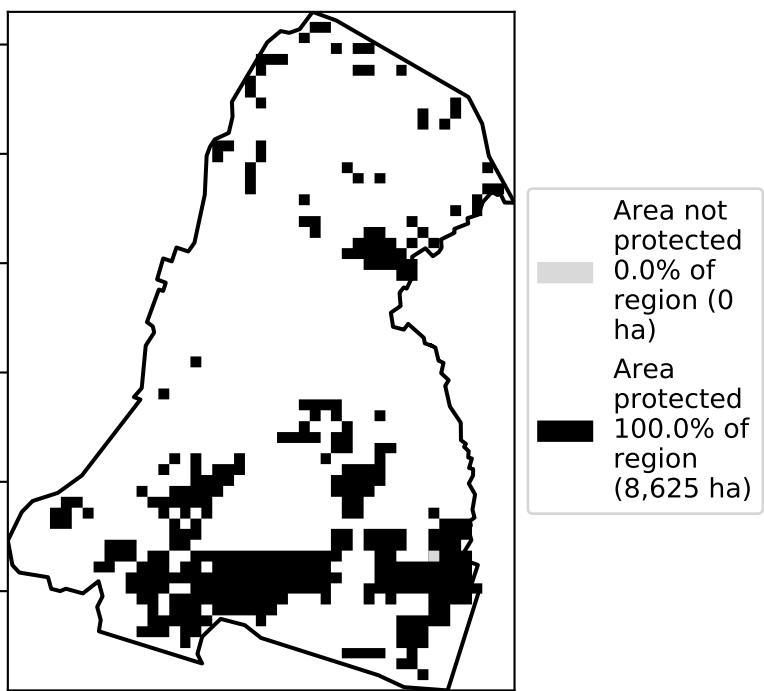 Area not
protected
0.0% of
region (0
ha)
Area
protected
100.0% of
region
(8,625 ha)